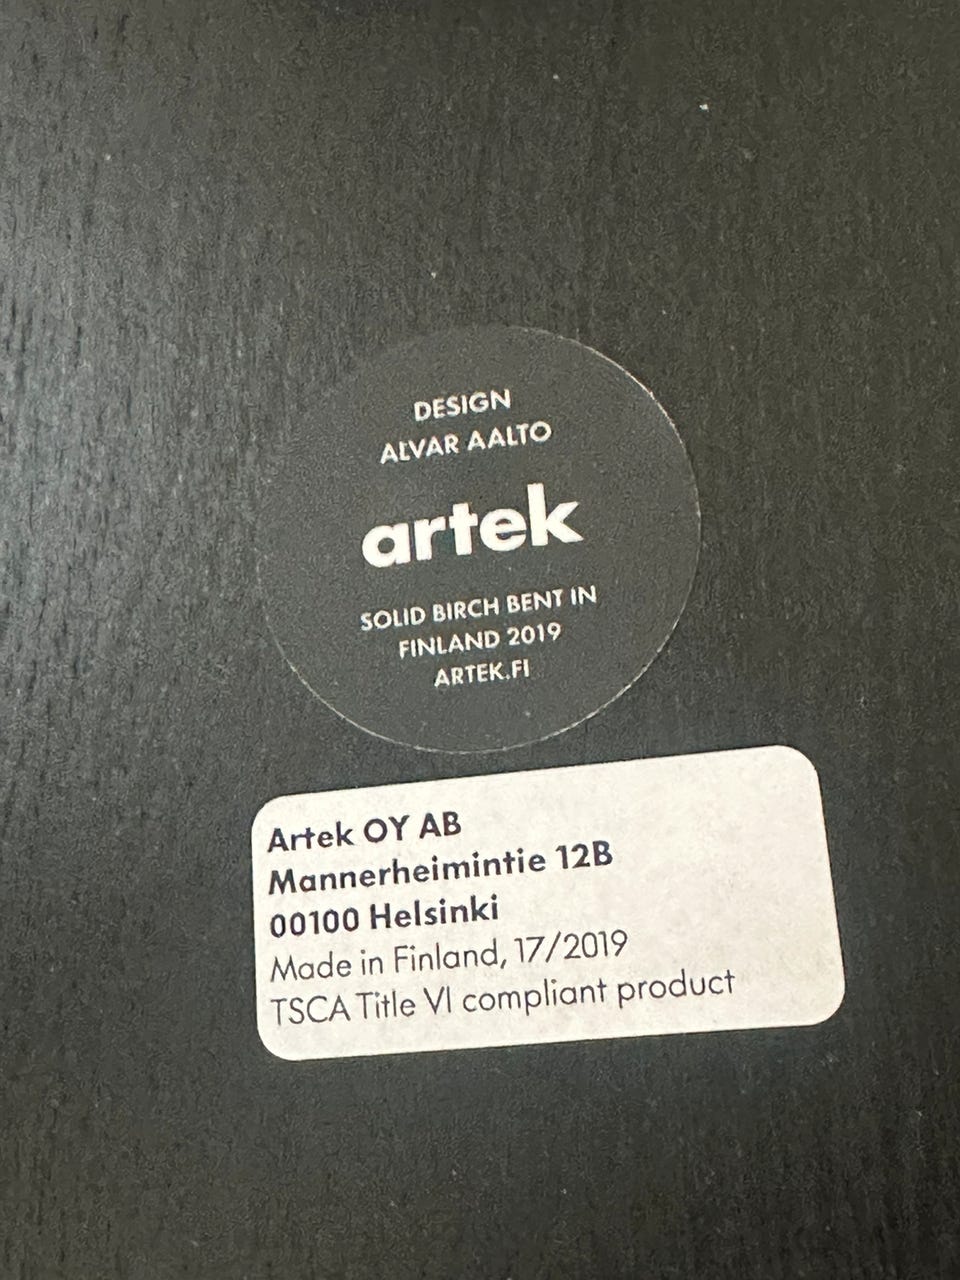 DESIGN
ALVAR AALTO
artek
SOLID BIRCH BENT IN
FINLAND 2019
ARTEK.FI
Artek OY AB
Mannerheimintie 12B
00100 Helsinki
Made in Finland, 17/2019
TSCA Title VI compliant product